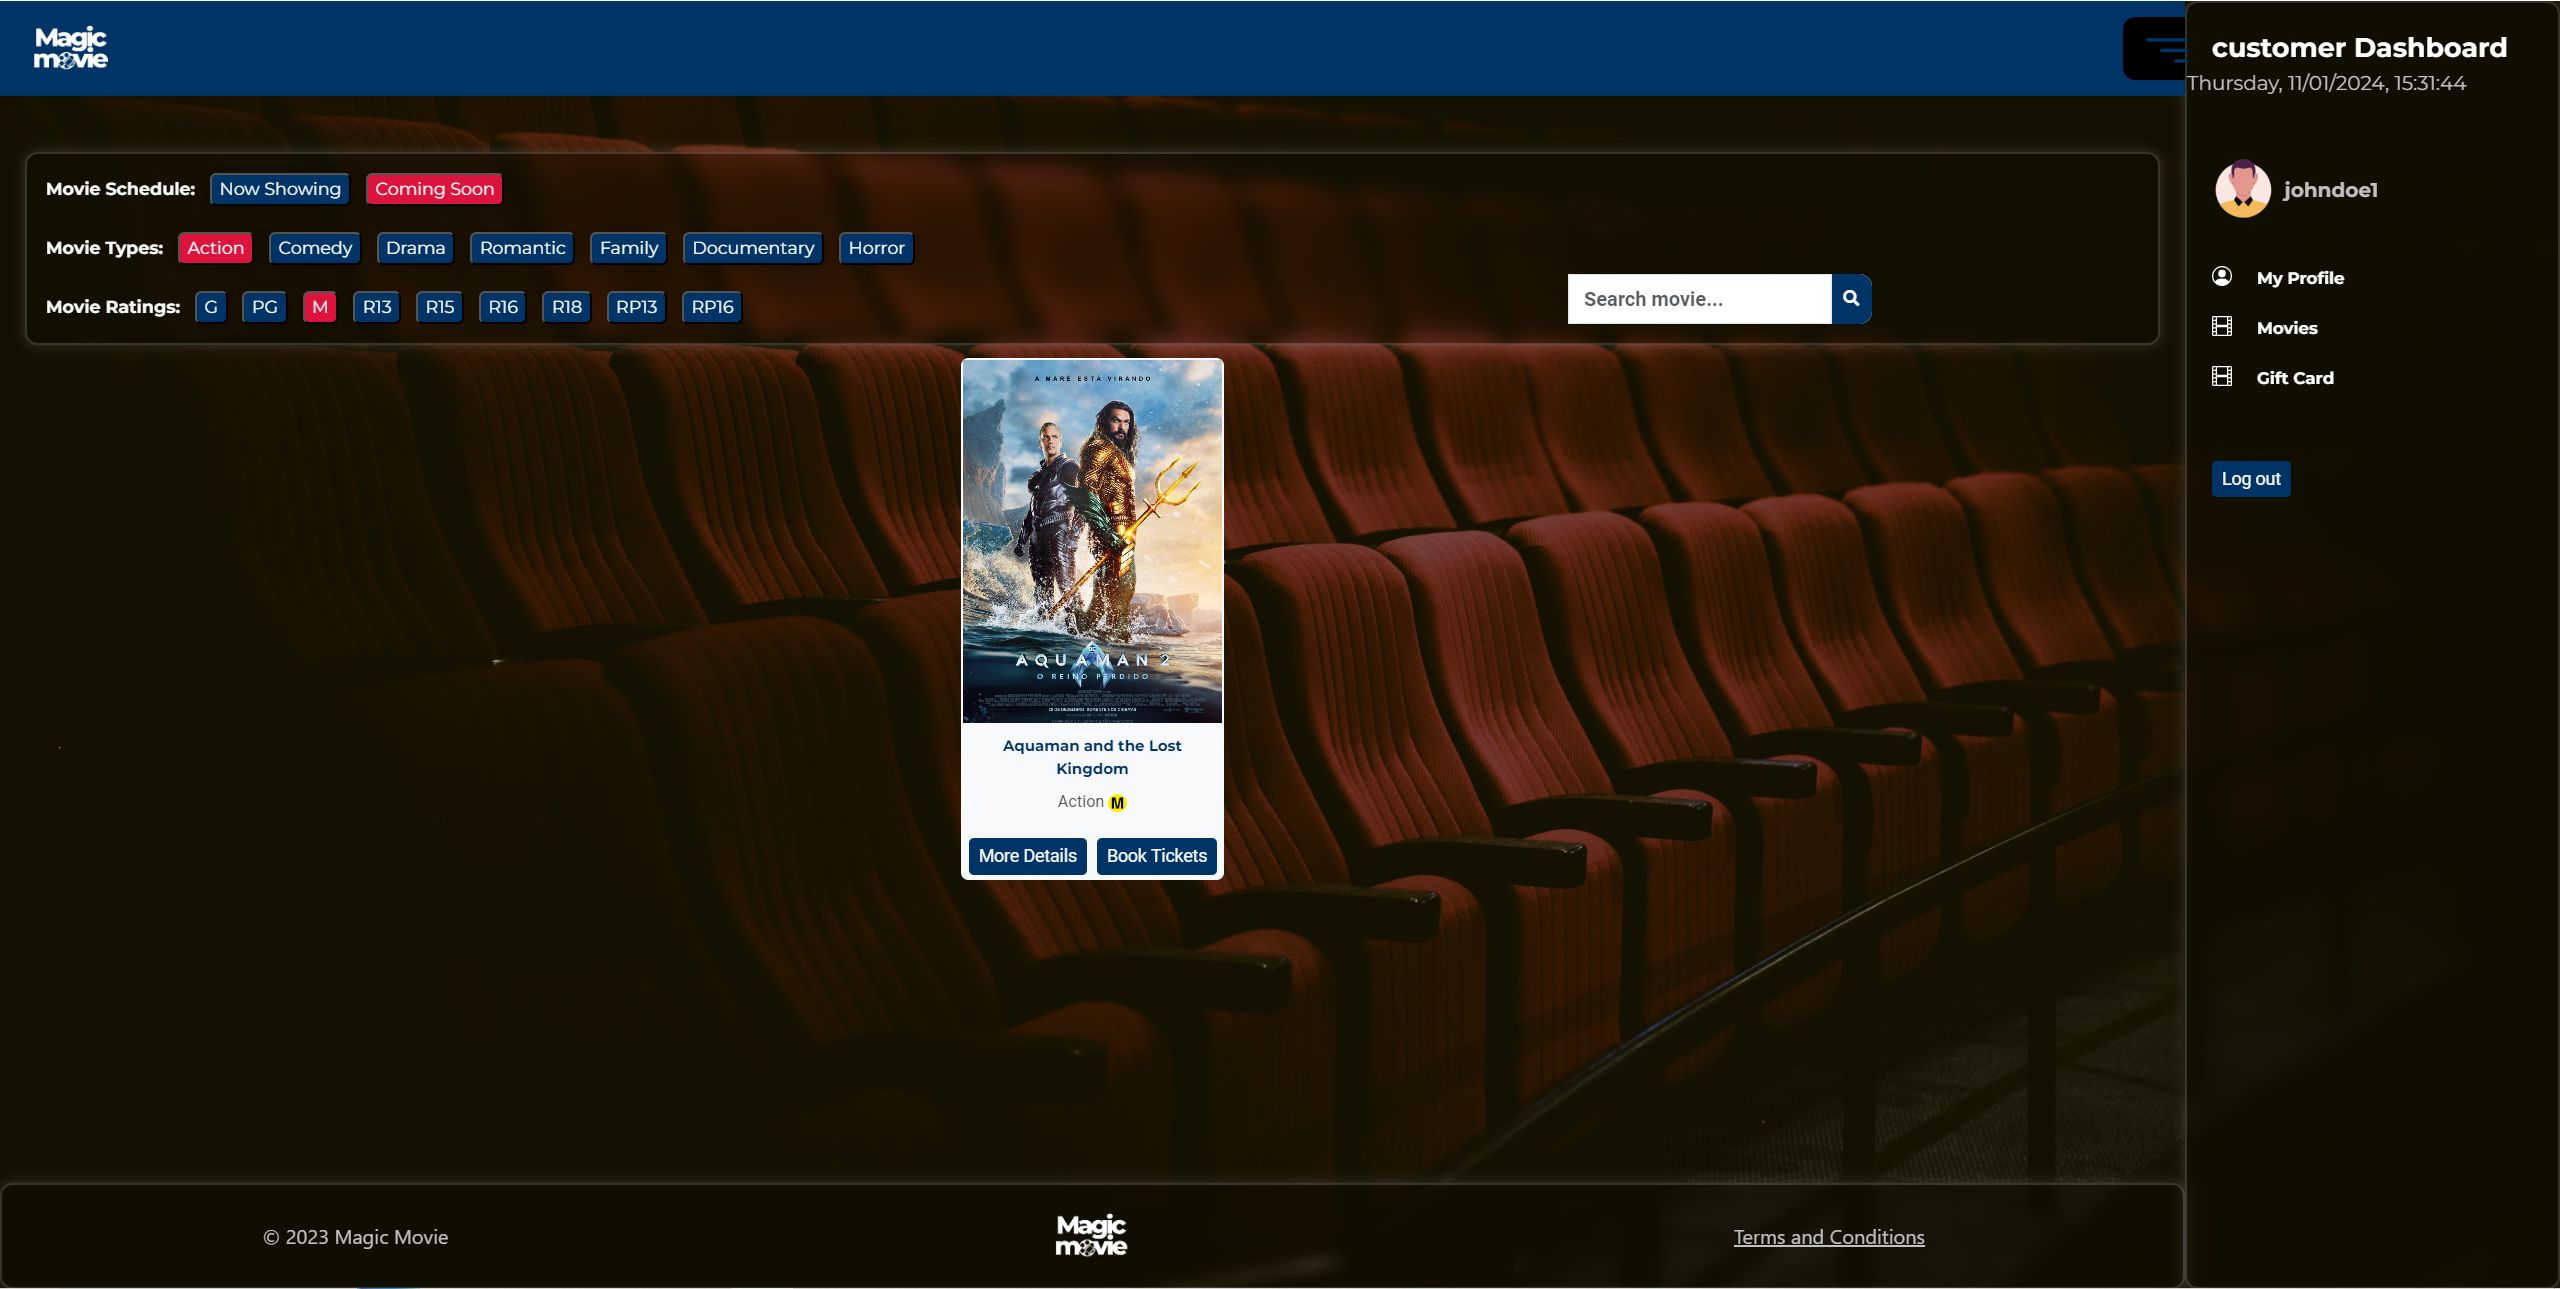 Magic
movie
customer Dashboard
Thursday, 11/01/2024, 15:31:44
Movie Schedule: Now Showing Coming Soon
Movie Types: Action Comedy Drama Romantic Family Documentary Horror
Movie Ratings: G PG M R13 R15 R16 R18 RP13 RP16
Search movie...
johndoe1
My Profile
Movies
Gift Card
Log out
A MARÉ ESTÁ VIRANDO
AQUAMAN 2
O REINO PERDIDO
Aquaman and the Lost
Kingdom
Action M
More Details Book Tickets
© 2023 Magic Movie
Magic
movie
Terms and Conditions